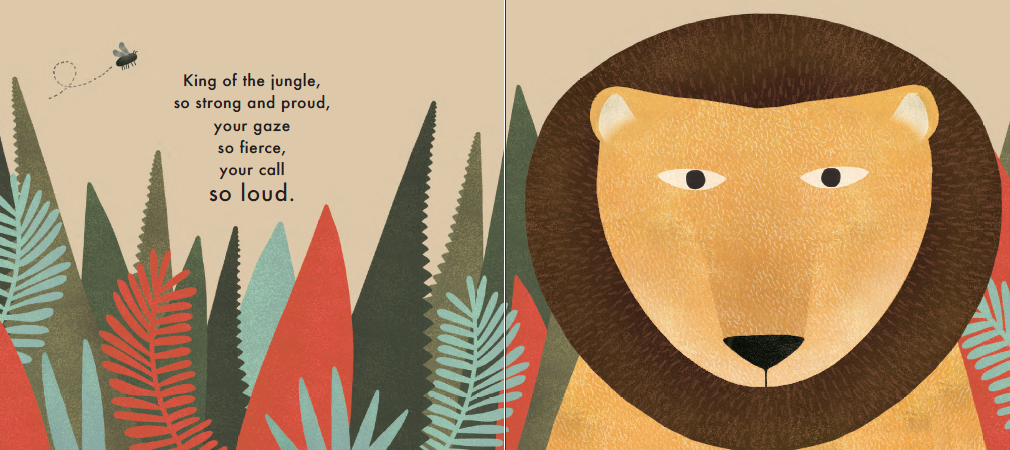 King of the jungle,
so strong and proud,
your gaze
so fierce,
your call
so loud.